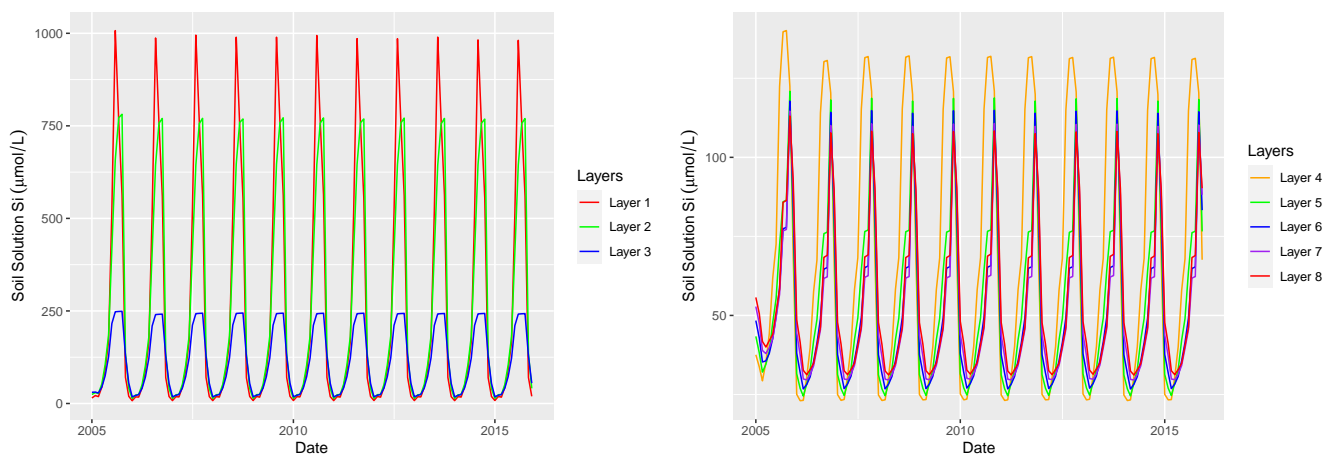 Soil Solution Si (μmol/L)
1000
750
500
250
0
2005
2010
2015
Date
Layers
Layer 1
Layer 2
Layer 3
Soil Solution Si (μmol/L)
100
50
2005
2010
2015
Date
Layers
Layer 4
Layer 5
Layer 6
Layer 7
Layer 8